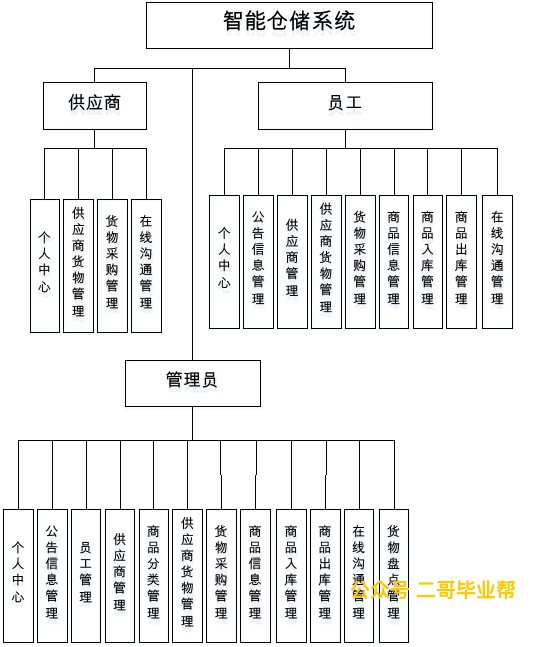 智能仓储系统
供应商
员工
个人中心
供应商货物管理
货物采购管理
在线沟通管理
个人中心
公告信息管理
供应商管理
供应商货物管理
货物采购管理
商品信息管理
商品入库管理
商品出库管理
在线沟通管理
管理员
个人中心
公告信息管理
员工管理
供应商管理
商品分类管理
供应商货物管理
货物采购管理
商品信息管理
商品入库管理
商品出库管理
在线沟通管理
货物盘点管理
公众号 二哥毕业帮